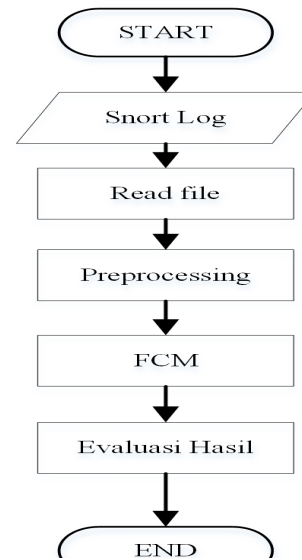 START
Snort Log
Read file
Preprocessing
FCM
Evaluasi Hasil
END